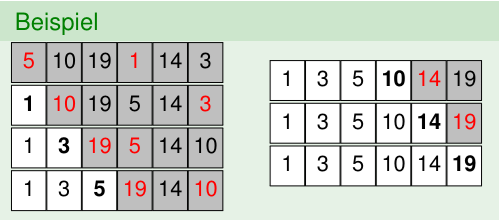 Beispiel
5 10 19 1 14 3
1 10 19 5 14 3
1 3 19 5 14 10
1 3 5 19 14 10
1 3 5 10 14 19
1 3 5 10 14 19
1 3 5 10 14 19